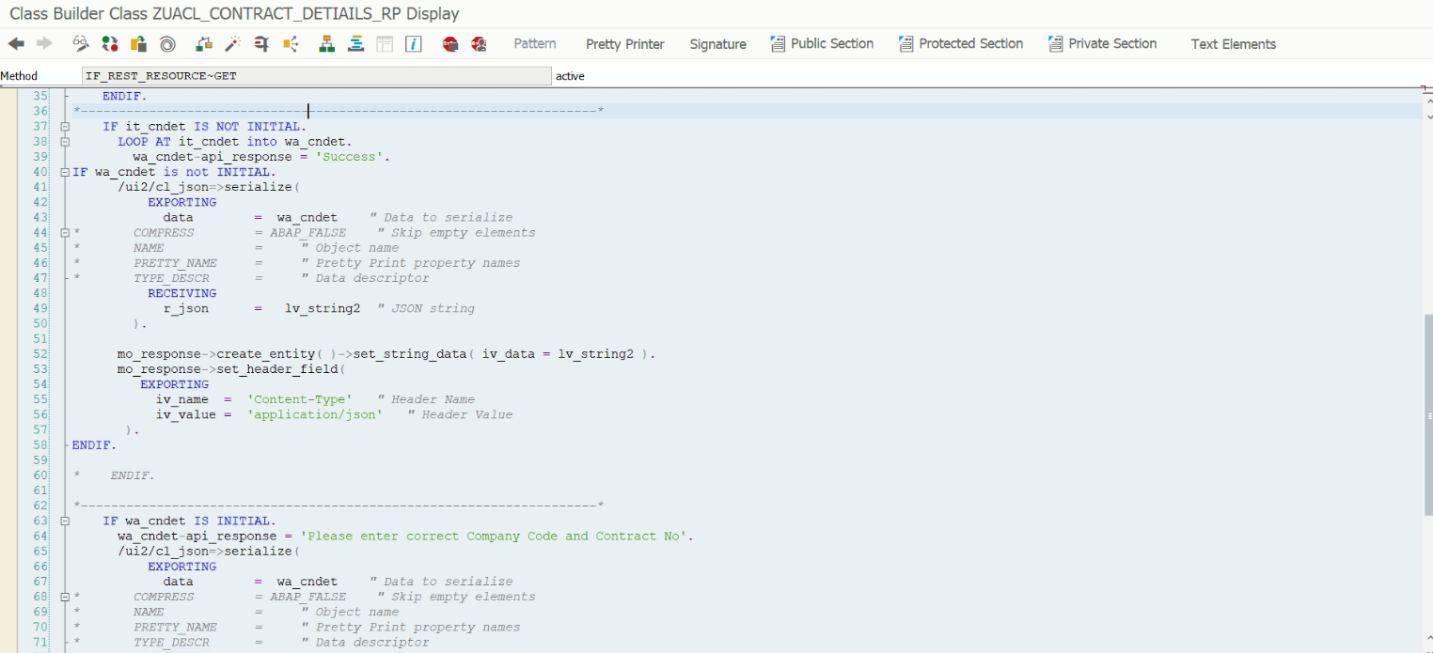 Class Builder Class ZUACL_CONTRACT_DETIAILS_RP Display
Pattern Pretty Printer Signature Public Section Protected Section Private Section Text Elements
Method IF_REST_RESOURCE~GET active
35 ENDIF.
36 *--------------------------------------------------------------------*
37 IF it_cndet IS NOT INITIAL.
38 LOOP AT it_cndet into wa_cndet.
39 wa_cndet-api_response = 'Success'.
40 IF wa_cndet is not INITIAL.
41 /ui2/cl_json=>serialize(
42 EXPORTING
43 data = wa_cndet " Data to serialize
44 * COMPRESS = ABAP_FALSE " Skip empty elements
45 * NAME = " Object name
46 * PRETTY_NAME = " Pretty Print property names
47 * TYPE_DESCR = " Data descriptor
48 RECEIVING
49 r_json = lv_string2 " JSON string
50 ).
51
52 mo_response->create_entity( )->set_string_data( iv_data = lv_string2 ).
53 mo_response->set_header_field(
54 EXPORTING
55 iv_name = 'Content-Type' " Header Name
56 iv_value = 'application/json' " Header Value
57 ).
58 ENDIF.
59
60 * ENDIF.
61
62 *--------------------------------------------------------------------*
63 IF wa_cndet IS INITIAL.
64 wa_cndet-api_response = 'Please enter correct Company Code and Contract No'.
65 /ui2/cl_json=>serialize(
66 EXPORTING
67 data = wa_cndet " Data to serialize
68 * COMPRESS = ABAP_FALSE " Skip empty elements
69 * NAME = " Object name
70 * PRETTY_NAME = " Pretty Print property names
71 * TYPE_DESCR = " Data descriptor